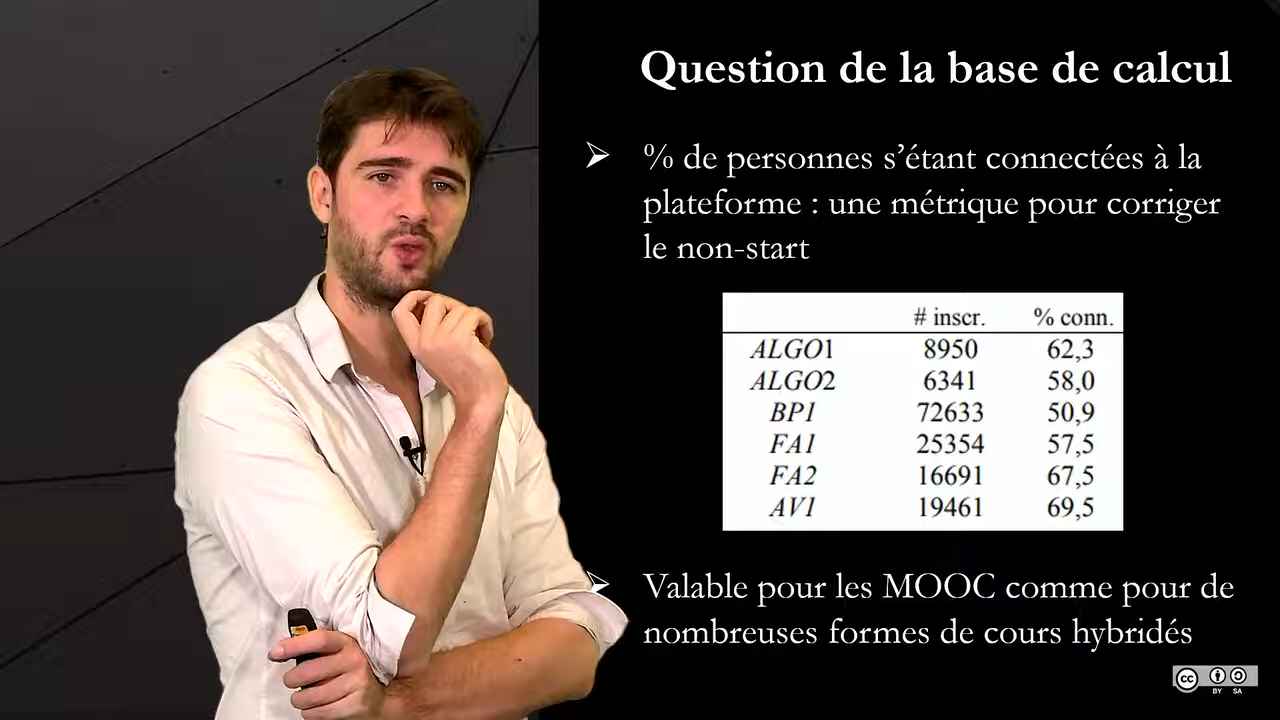 Question de la base de calcul
% de personnes s’étant connectées à la
plateforme : une métrique pour corriger
le non-start
# inscr. % conn.
ALGO1 8950 62,3
ALGO2 6341 58,0
BP1 72633 50,9
FA1 25354 57,5
FA2 16691 67,5
AV1 19461 69,5
Valable pour les MOOC comme pour de
nombreuses formes de cours hybridés
cc BY SA